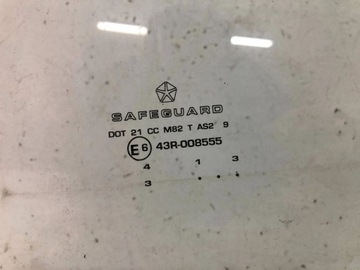 SAFEGUARD
DOT 21 CC M82 T AS2 9
E6 43R-008555
4 1 3
3 . . .